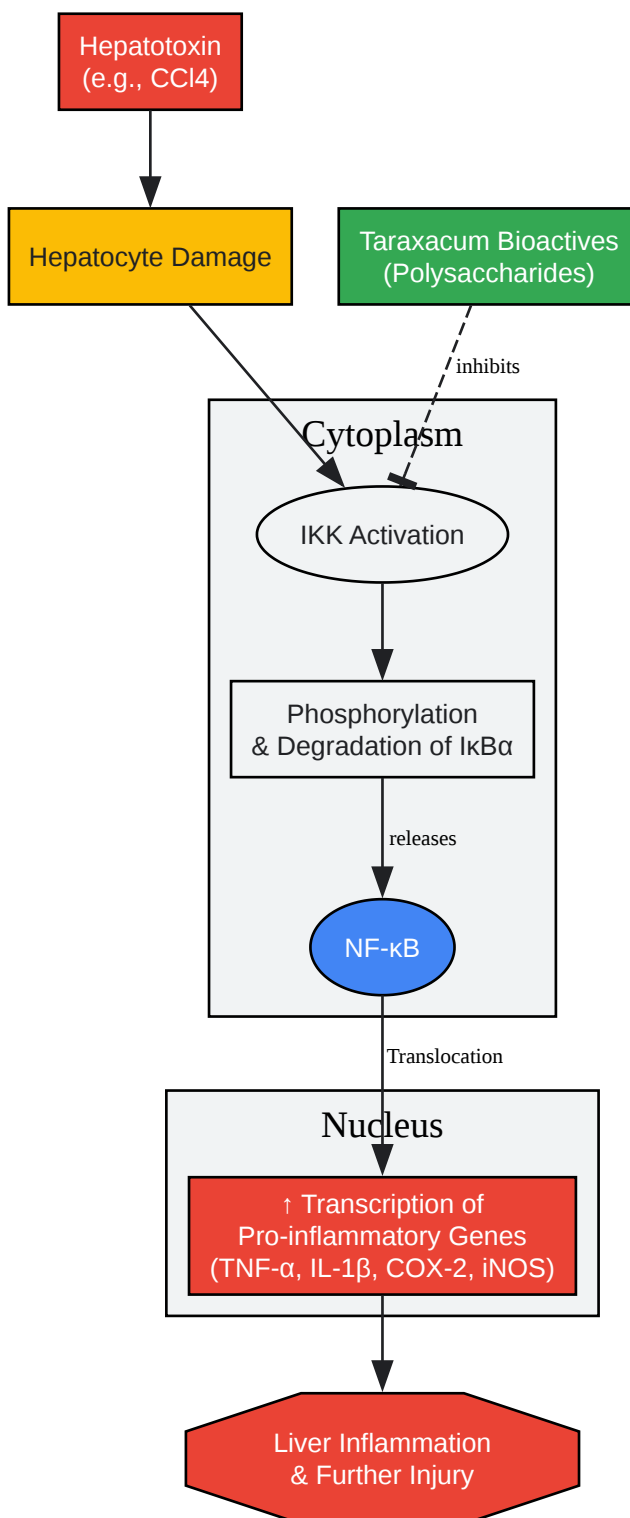 Hepatotoxin
(e.g., CCl4)
Hepatocyte Damage
Taraxacum Bioactives
(Polysaccharides)
inhibits
Cytoplasm
IKK Activation
Phosphorylation
& Degradation of IκBα
releases
NF-κB
Translocation
Nucleus
↑ Transcription of
Pro-inflammatory Genes
(TNF-α, IL-1β, COX-2, iNOS)
Liver Inflammation
& Further Injury